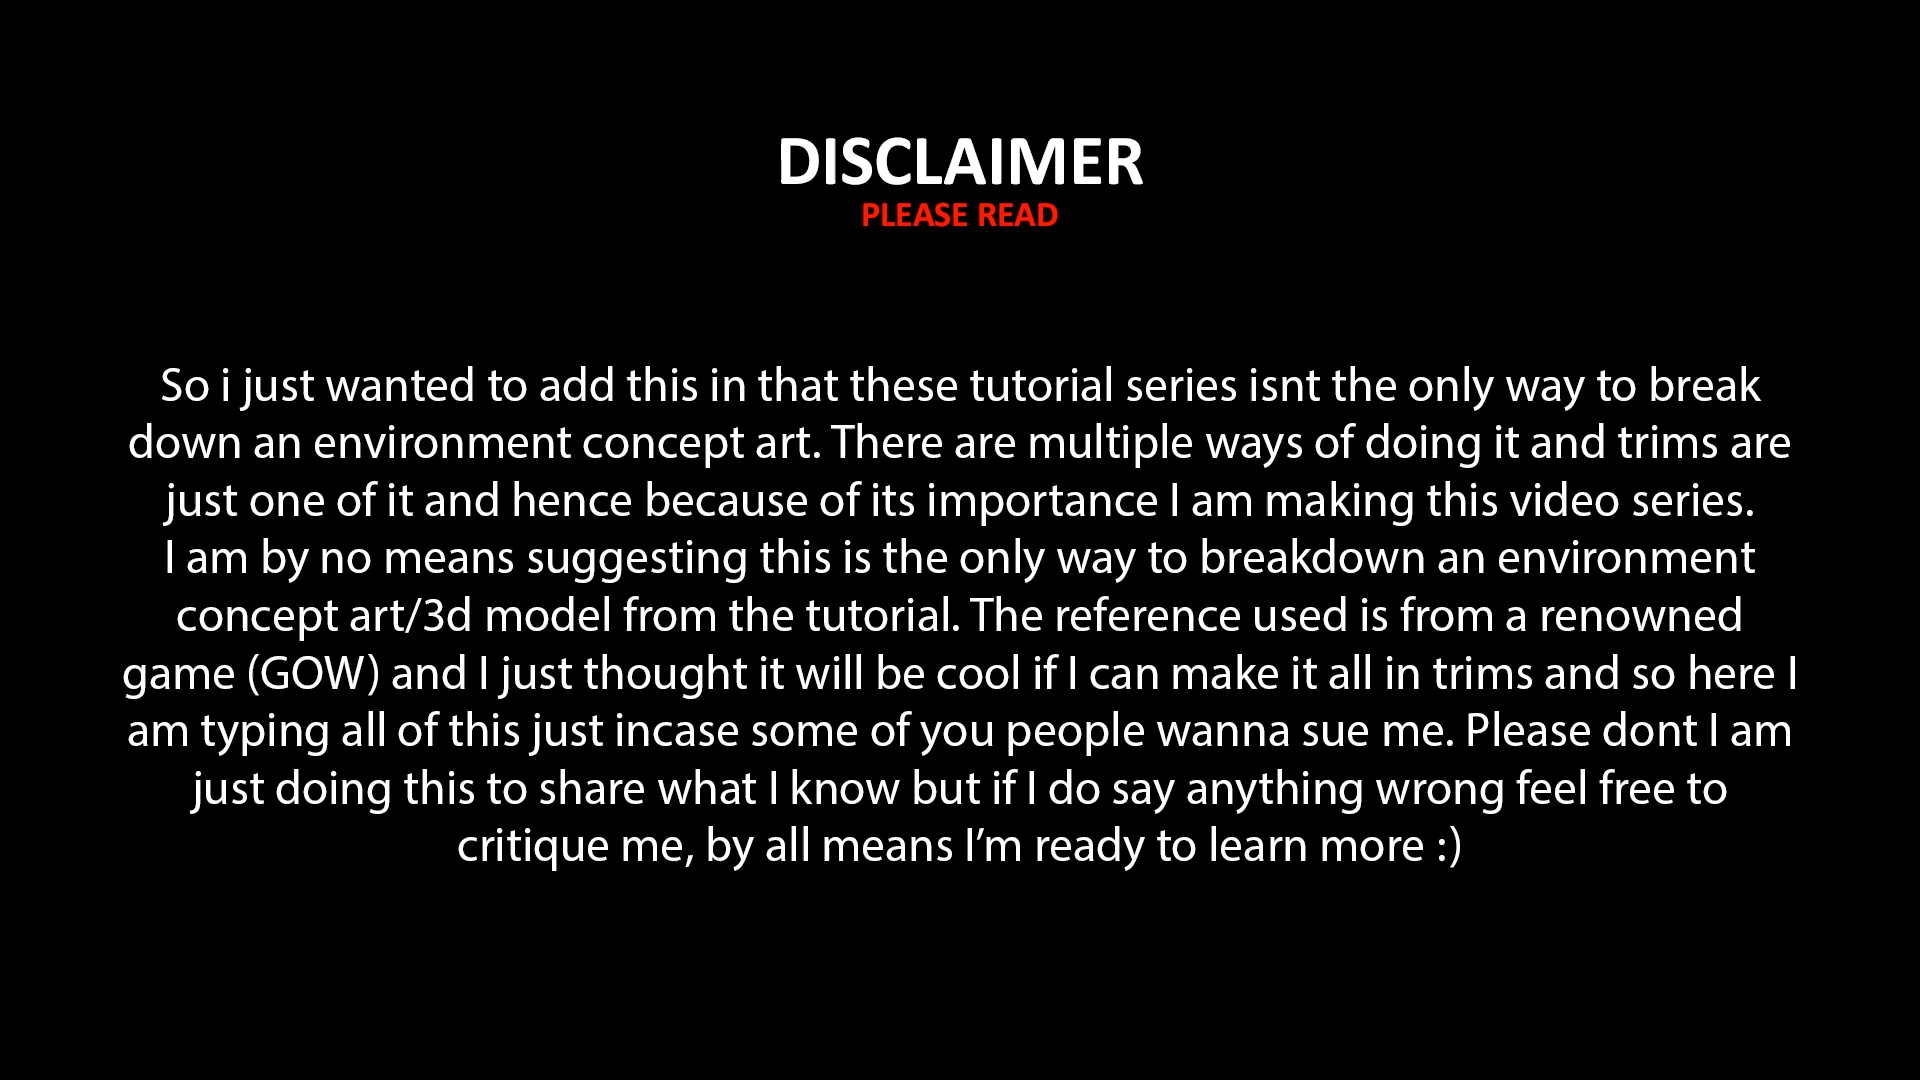 DISCLAIMER
PLEASE READ
So i just wanted to add this in that these tutorial series isnt the only way to break
down an environment concept art. There are multiple ways of doing it and trims are
just one of it and hence because of its importance I am making this video series.
I am by no means suggesting this is the only way to breakdown an environment
concept art/3d model from the tutorial. The reference used is from a renowned
game (GOW) and I just thought it will be cool if I can make it all in trims and so here I
am typing all of this just incase some of you people wanna sue me. Please dont I am
just doing this to share what I know but if I do say anything wrong feel free to
critique me, by all means I’m ready to learn more :)